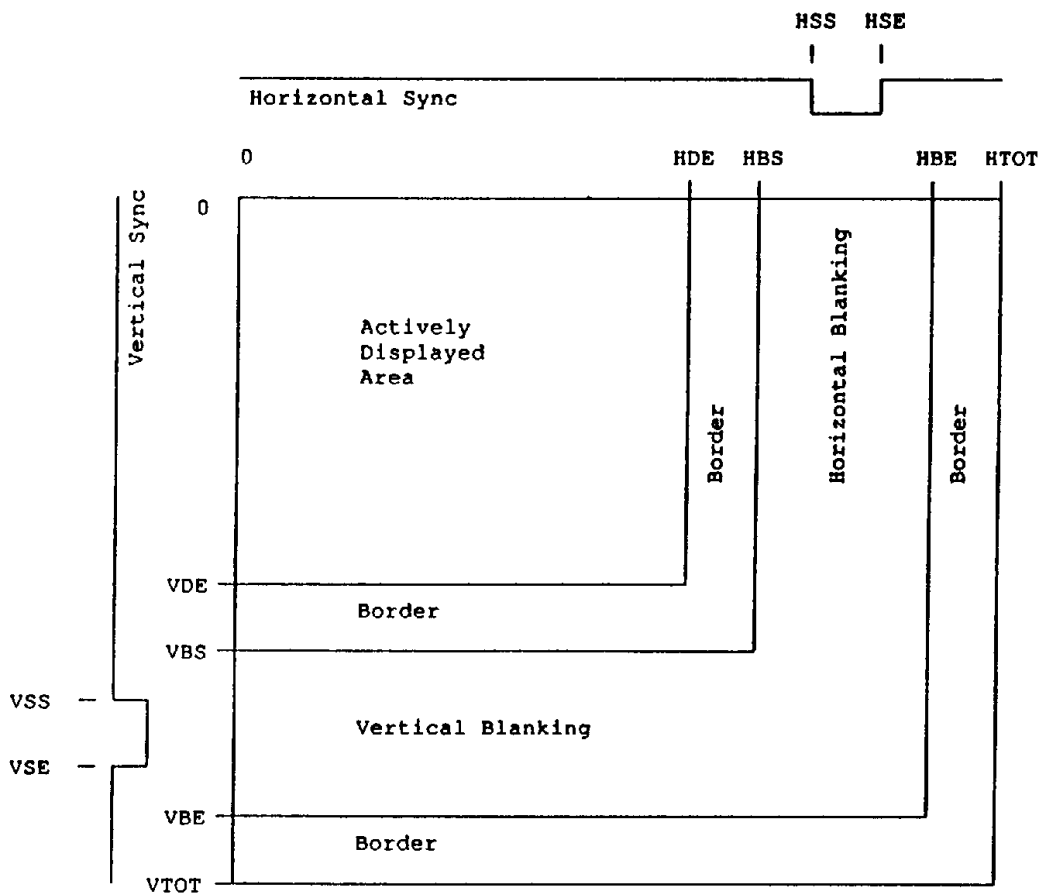 HSS HSE
Horizontal Sync
0 HDE HBS HBE HTOT
0
Vertical Sync
Actively
Displayed
Area
Border
Horizontal Blanking
Border
VDE
Border
VBS
VSS
Vertical Blanking
VSE
VBE
Border
VTOT